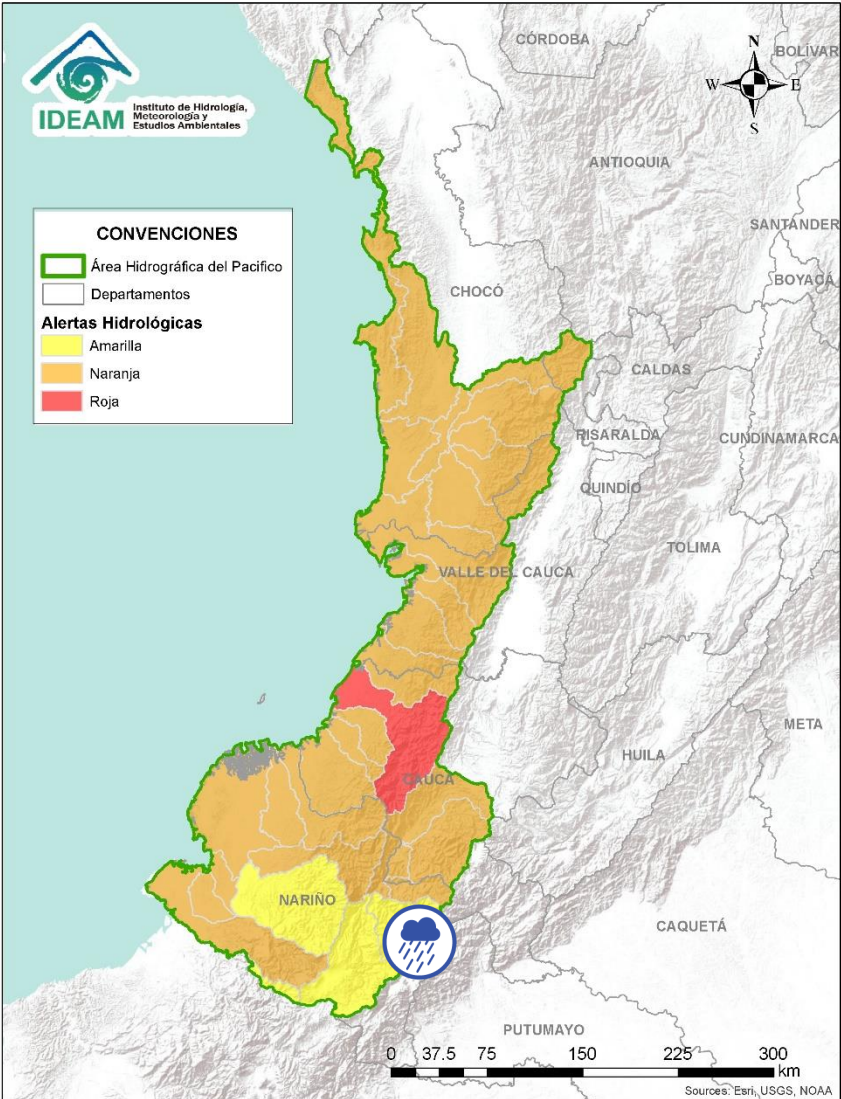 IDEAM
Instituto de Hidrología,
Meteorología y
Estudios Ambientales
N
W
E
S
CONVENCIONES
Área Hidrográfica del Pacifico
Departamentos
Alertas Hidrológicas
Amarilla
Naranja
Roja
CÓRDOBA
BOLÍVAR
ANTIOQUIA
SANTANDER
BOYACÁ
CHOCÓ
CALDAS
RISARALDA
CUNDINAMARCA
QUINDÍO
TOLIMA
VALLE DEL CAUCA
META
HUILA
CAUCA
NARIÑO
CAQUETÁ
PUTUMAYO
0 37.5 75 150 225 300
km
Sources: Esri, USGS, NOAA